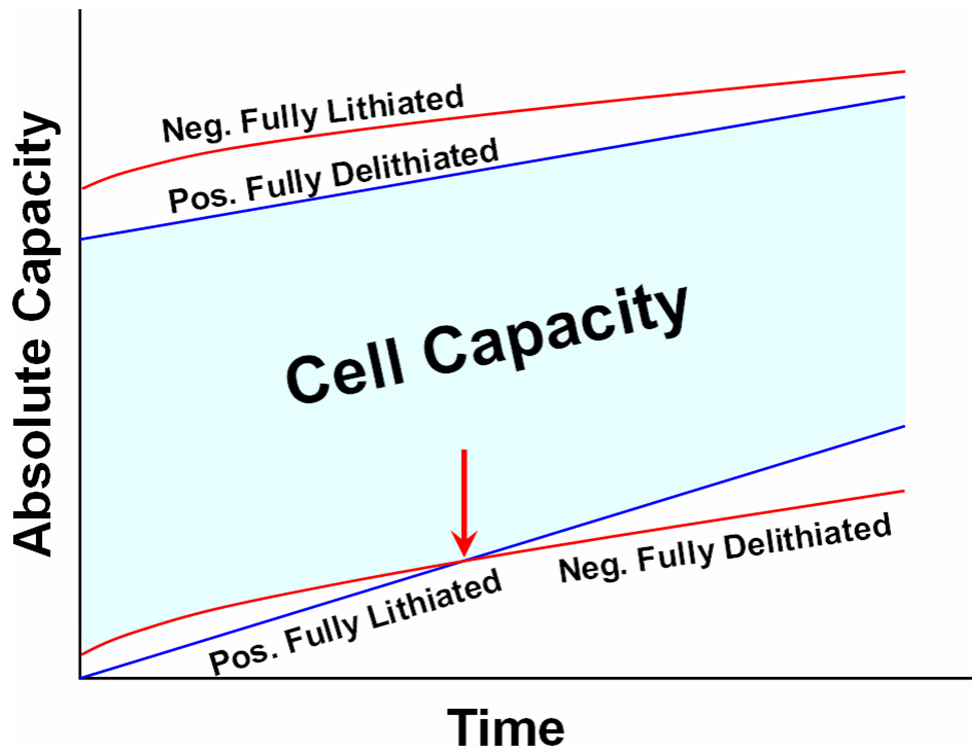 Neg. Fully Lithiated
Pos. Fully Delithiated
Cell Capacity
Neg. Fully Delithiated
Pos. Fully Lithiated
Absolute Capacity
Time